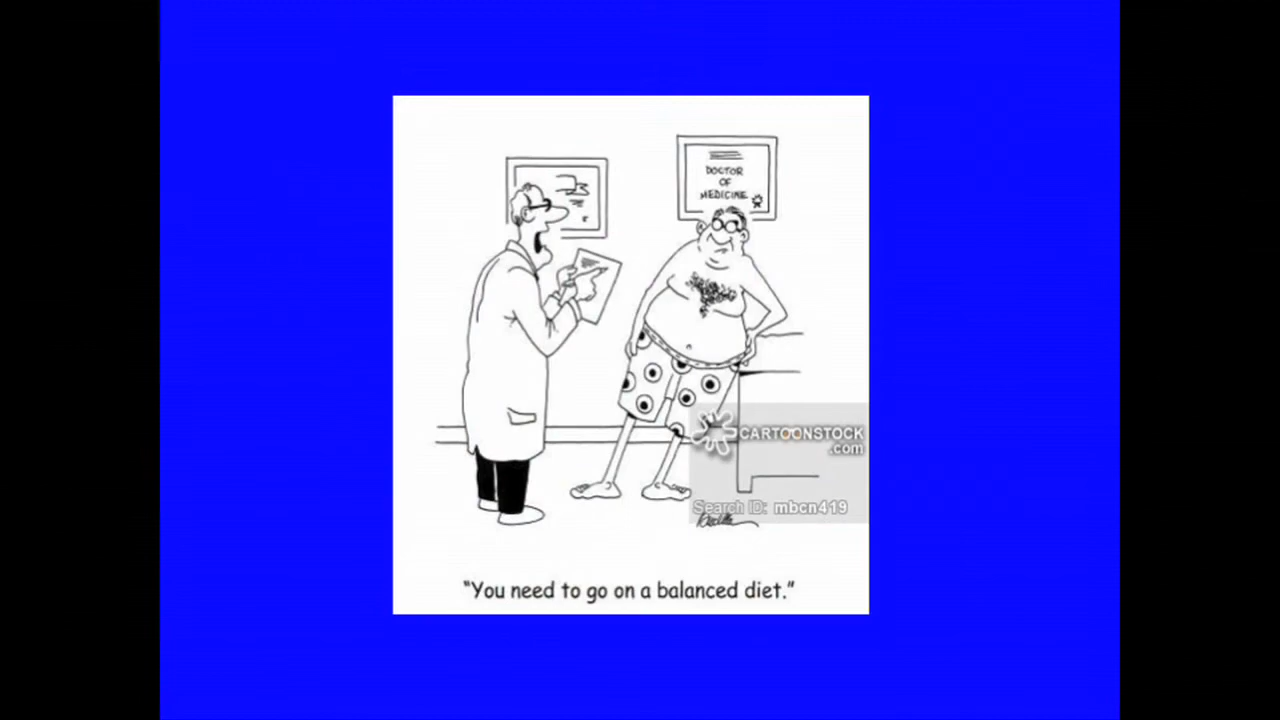 DOCTOR
OF
MEDICINE
CARTOONSTOCK
.com
Search ID: mbcn419
"You need to go on a balanced diet."